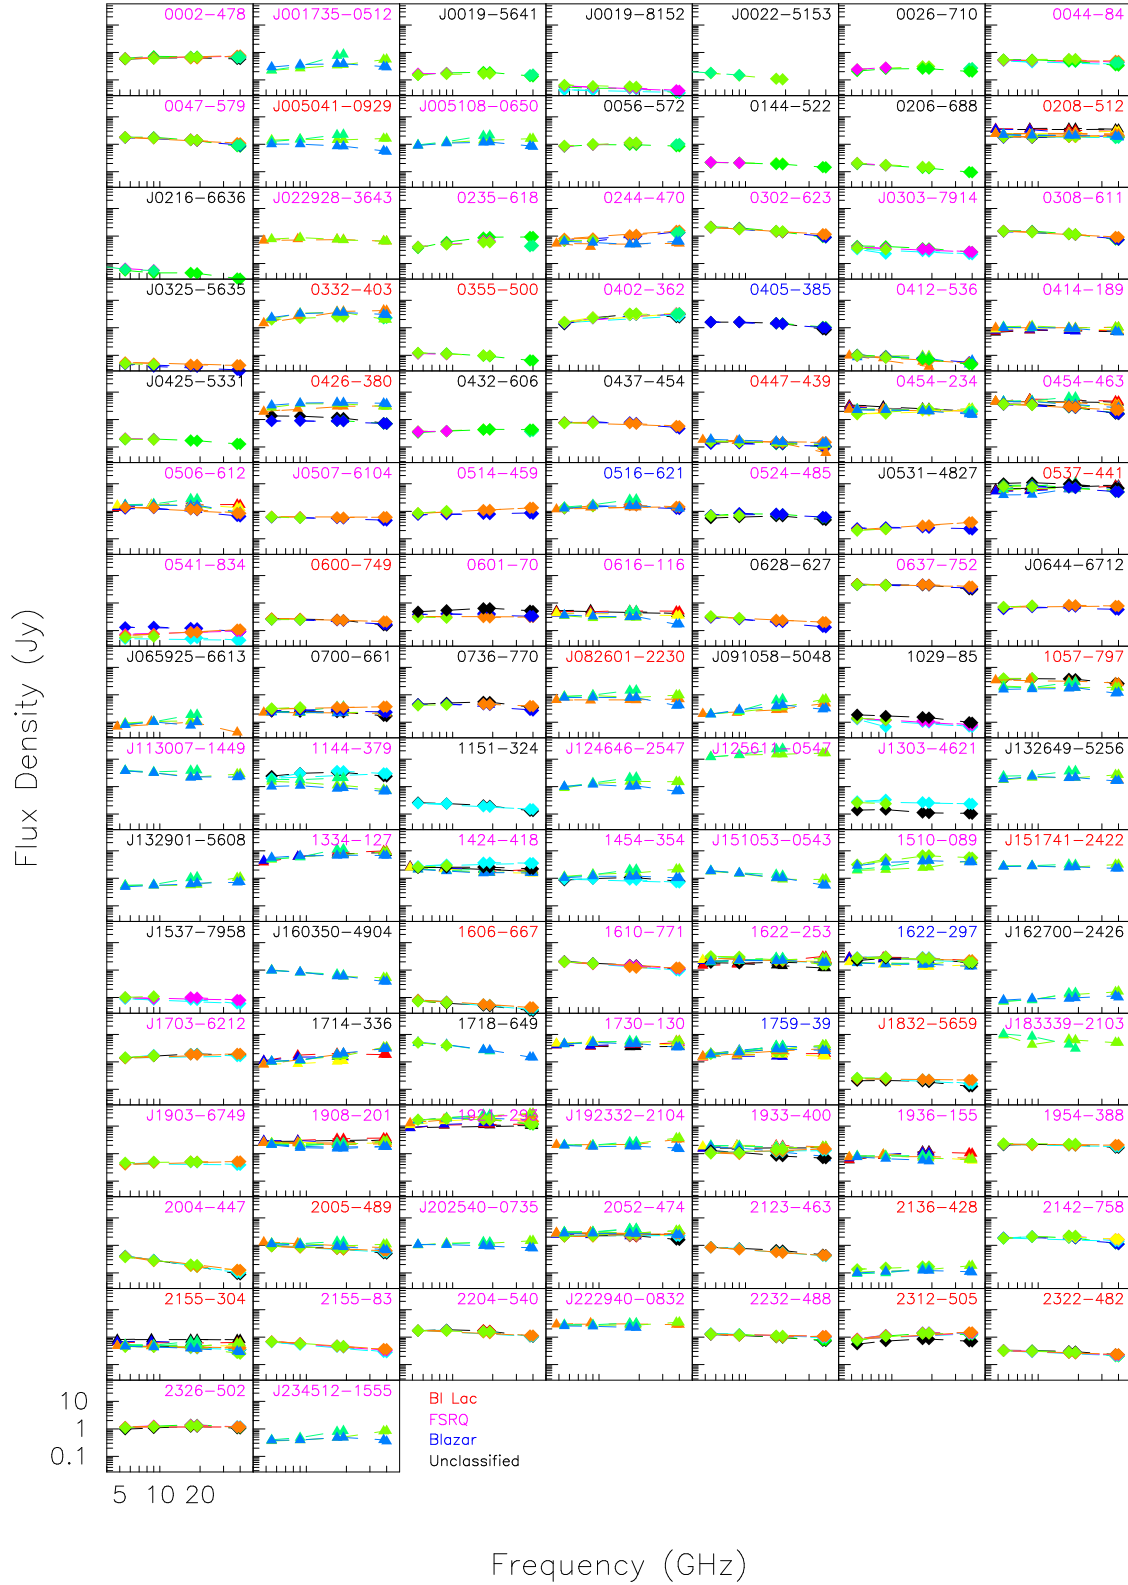 0002-478 J001735-0512 J0019-5641 J0019-8152 J0022-5153 0026-710 0044-84
0047-579 J005041-0929 J005108-0650 0056-572 0144-522 0206-688 0208-512
J0216-6636 J022928-3643 0235-618 0244-470 0302-623 J0303-7914 0308-611
J0325-5635 0332-403 0355-500 0402-362 0405-385 0412-536 0414-189
J0425-5331 0426-380 0432-606 0437-454 0447-439 0454-234 0454-463
0506-612 J0507-6104 0514-459 0516-621 0524-485 J0531-4827 0537-441
0541-834 0600-749 0601-70 0616-116 0628-627 0637-752 J0644-6712
J065925-6613 0700-661 0736-770 J082601-2230 J091058-5048 1029-85 1057-797
J113007-1449 1144-379 1151-324 J124646-2547 J125611-0547 J1303-4621 J132649-5256
J132901-5608 1334-127 1424-418 1454-354 J151053-0543 1510-089 J151741-2422
J1537-7958 J160350-4904 1606-667 1610-771 1622-253 1622-297 J162700-2426
J1703-6212 1714-336 1718-649 1730-130 1759-39 J1832-5659 J183339-2103
J1903-6749 1908-201 1921-293 J192332-2104 1933-400 1936-155 1954-388
2004-447 2005-489 J202540-0735 2052-474 2123-463 2136-428 2142-758
2155-304 2155-83 2204-540 J222940-0832 2232-488 2312-505 2322-482
2326-502 J234512-1555
BI Lac
FSRQ
Blazar
Unclassified
10
1
0.1
5 10 20
Flux Density (Jy)
Frequency (GHz)